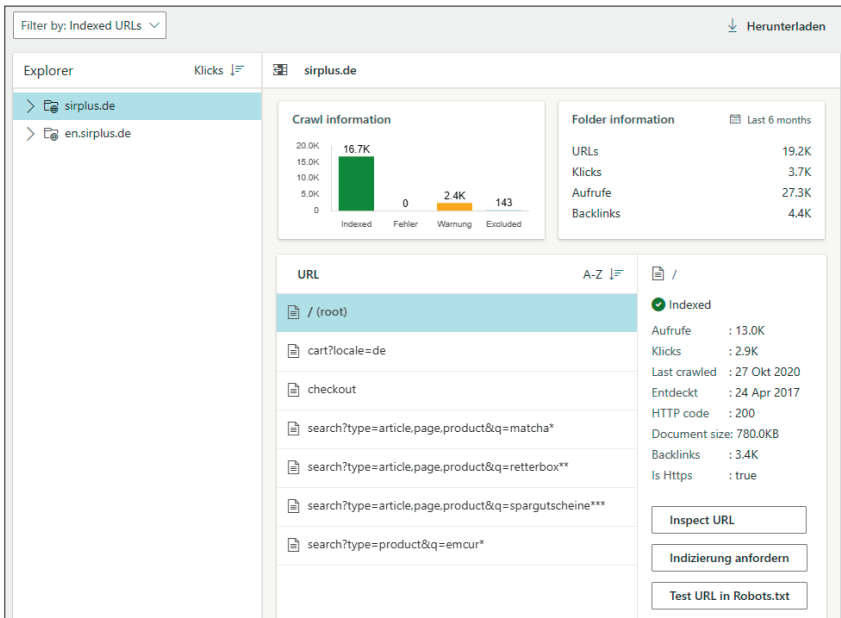 Filter by: Indexed URLs
Herunterladen
Explorer
Klicks
sirplus.de
en.sirplus.de
sirplus.de
Crawl information
20.0K
15.0K
10.0K
5.0K
0
16.7K
0
2.4K
143
Indexed
Fehler
Warnung
Excluded
Folder information
Last 6 months
URLs 19.2K
Klicks 3.7K
Aufrufe 27.3K
Backlinks 4.4K
URL
A-Z
/ (root)
cart?locale=de
checkout
search?type=article,page,product&q=matcha*
search?type=article,page,product&q=retterbox**
search?type=article,page,product&q=spargutscheine***
search?type=product&q=emcur*
/
Indexed
Aufrufe : 13.0K
Klicks : 2.9K
Last crawled : 27 Okt 2020
Entdeckt : 24 Apr 2017
HTTP code : 200
Document size: 780.0KB
Backlinks : 3.4K
Is Https : true
Inspect URL
Indizierung anfordern
Test URL in Robots.txt